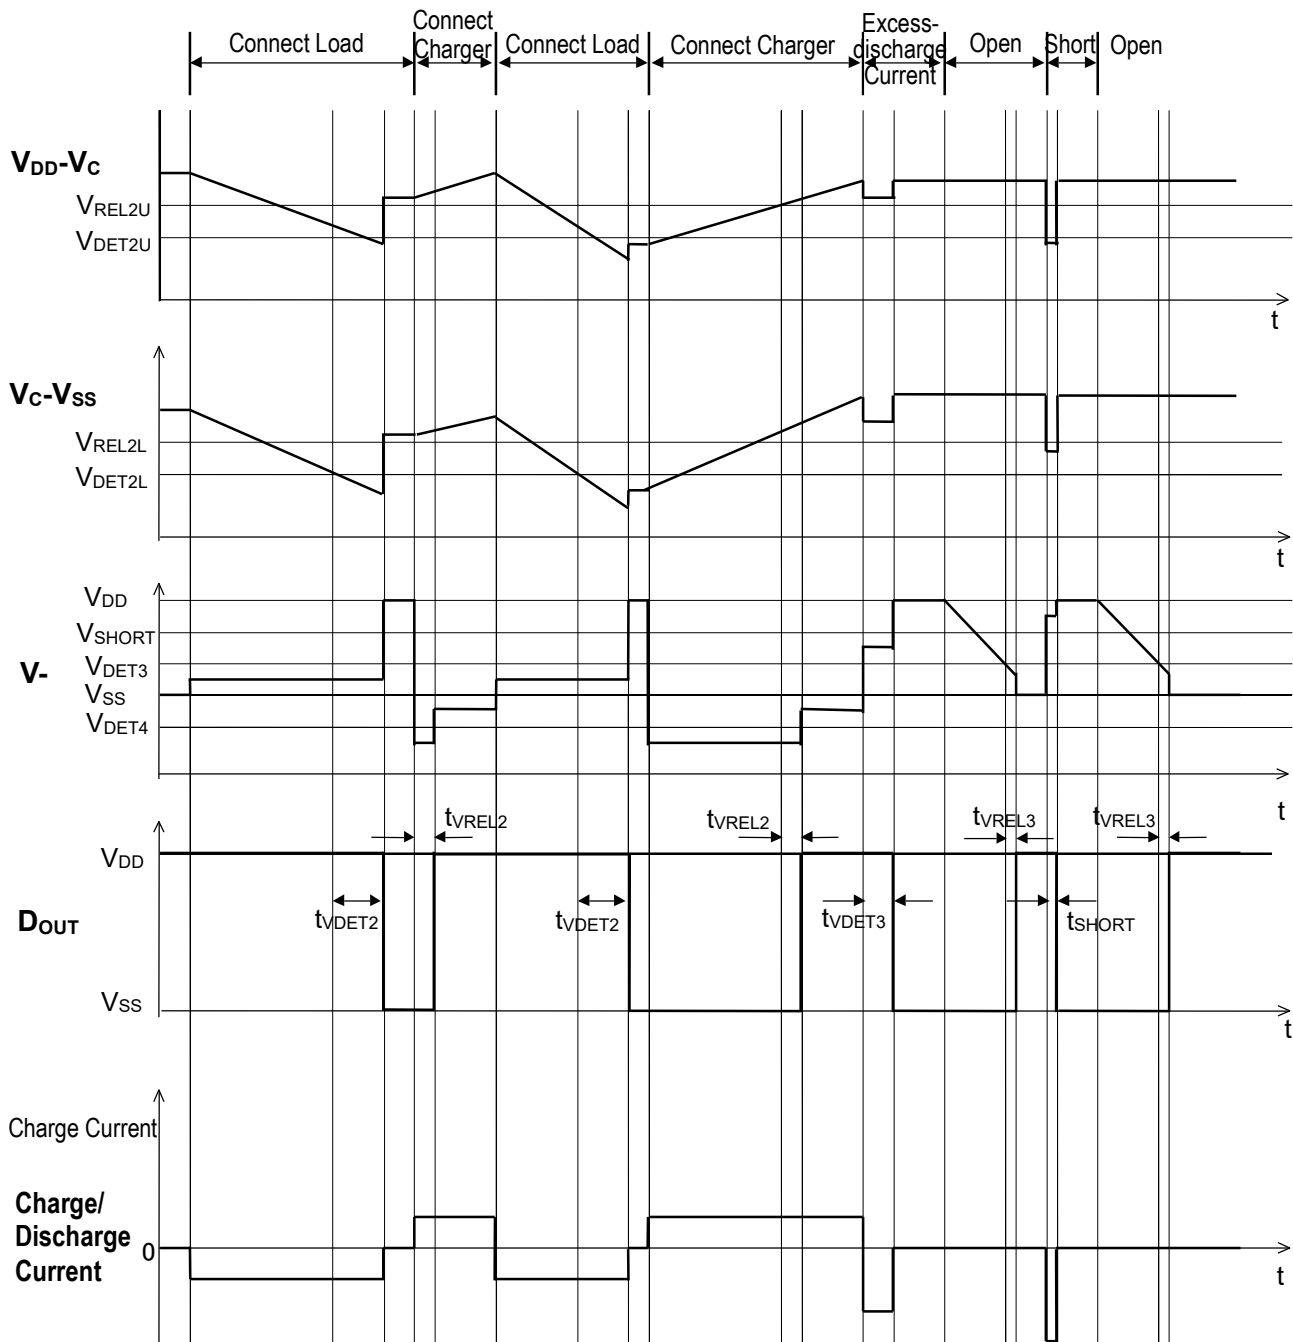 Connect Load
Connect
Charger
Connect Load
Connect Charger
Excess-
discharge
Current
Open
Short
Open
VDD-VC
VREL2U
VDET2U
t
VC-VSS
VREL2L
VDET2L
t
V-
VDD
VSHORT
VDET3
VSS
VDET4
t
tVREL2
tVREL2
tVREL3
tVREL3
VDD
DOUT
tVDET2
tVDET2
tVDET3
tSHORT
VSS
t
Charge Current
Charge/
Discharge
Current
0
t